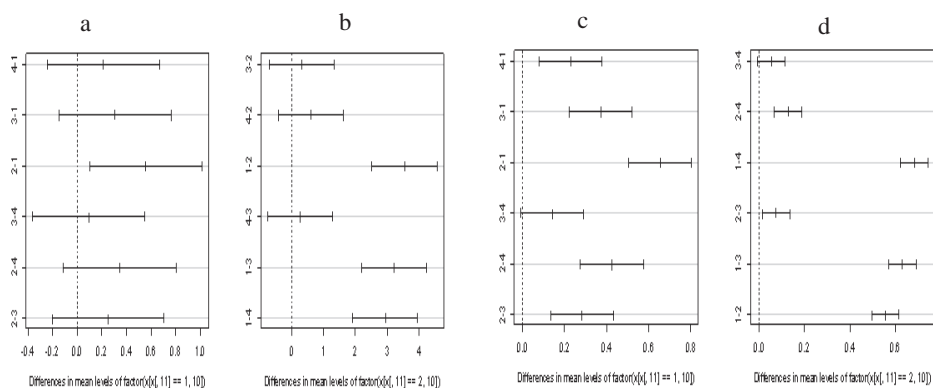 a
b
c
d
4-1
3-1
2-1
3-4
2-4
2-3
-0.4 -0.2 0.0 0.2 0.4 0.6 0.8 1.0
Differences in mean levels of factor(x[x[, 11] == 1, 10])
3-2
4-2
1-2
4-3
1-3
1-4
0 1 2 3 4
Differences in mean levels of factor(x[x[, 11] == 2, 10])
4-1
3-1
2-1
3-4
2-4
2-3
0.0 0.2 0.4 0.6 0.8
Differences in mean levels of factor(x[x[, 11] == 1, 10])
3-4
2-4
1-4
2-3
1-3
1-2
0.0 0.2 0.4 0.6
Differences in mean levels of factor(x[x[, 11] == 2, 10])